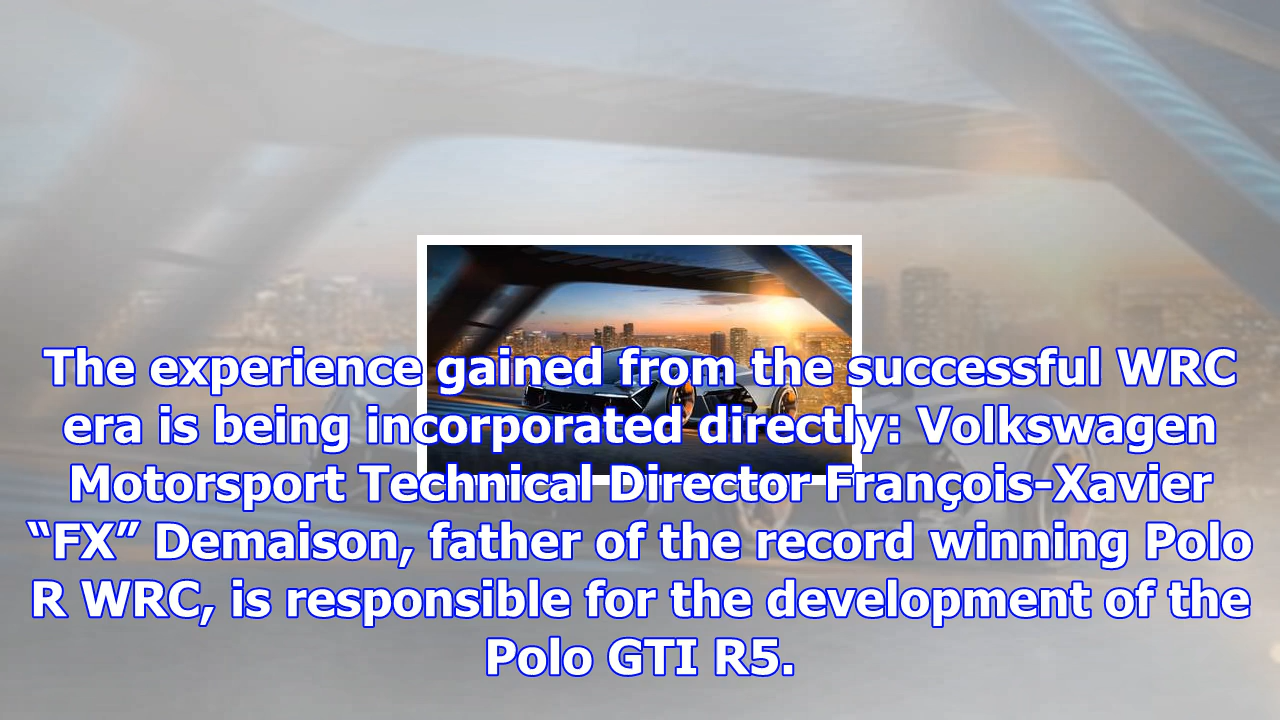 The experience gained from the successful WRC
era is being incorporated directly: Volkswagen
Motorsport Technical Director François-Xavier
“FX” Demaison, father of the record winning Polo
R WRC, is responsible for the development of the
Polo GTI R5.